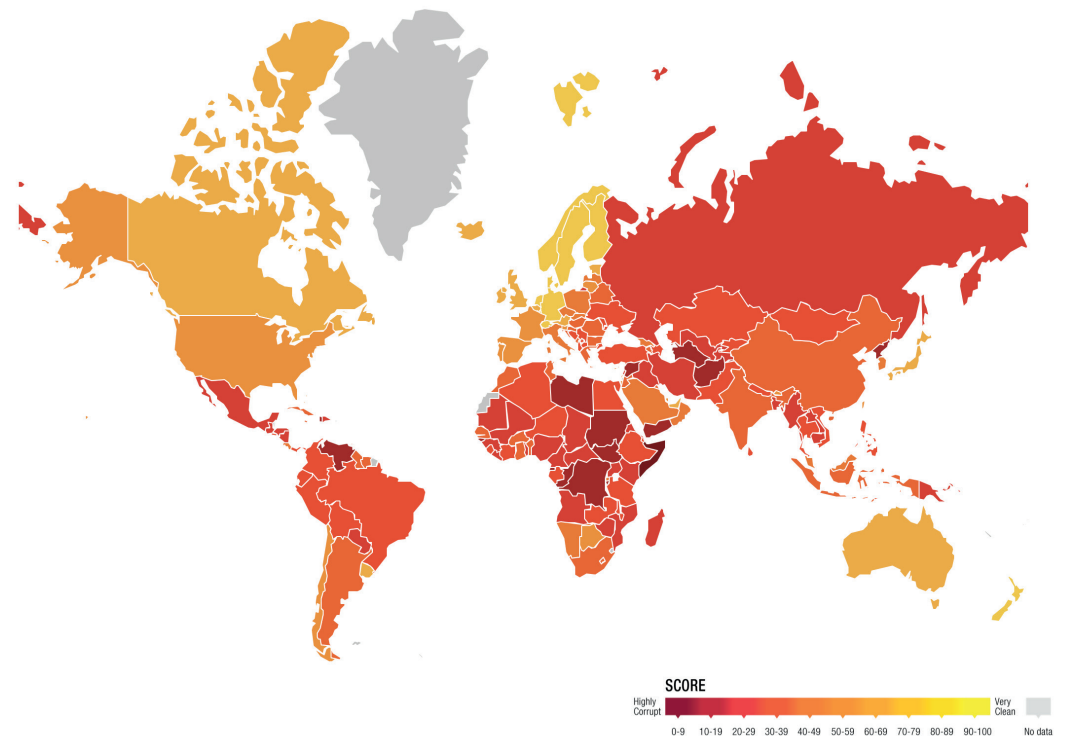 SCORE
Highly
Corrupt
Very
Clean
0-9 10-19 20-29 30-39 40-49 50-59 60-69 70-79 80-89 90-100 No data